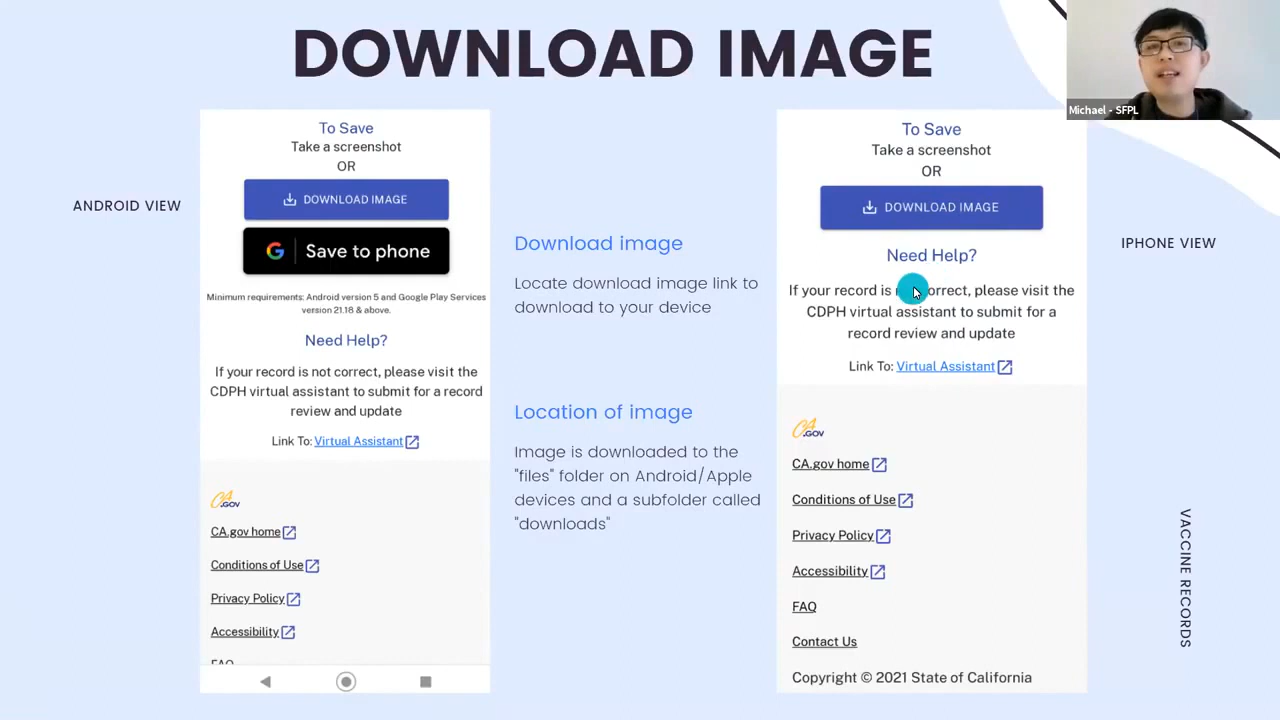 DOWNLOAD IMAGE
Michael - SFPL
ANDROID VIEW
To Save
Take a screenshot
OR
DOWNLOAD IMAGE
G Save to phone
Minimum requirements: Android version 5 and Google Play Services
version 21.18 & above.
Need Help?
If your record is not correct, please visit the
CDPH virtual assistant to submit for a record
review and update
Link To: Virtual Assistant
CA.GOV
CA.gov home
Conditions of Use
Privacy Policy
Accessibility
FAQ
Download image
Locate download image link to
download to your device
Location of image
Image is downloaded to the
"files" folder on Android/Apple
devices and a subfolder called
"downloads"
To Save
Take a screenshot
OR
DOWNLOAD IMAGE
Need Help?
If your record is not correct, please visit the
CDPH virtual assistant to submit for a
record review and update
Link To: Virtual Assistant
CA.GOV
CA.gov home
Conditions of Use
Privacy Policy
Accessibility
FAQ
Contact Us
Copyright © 2021 State of California
IPHONE VIEW
VACCINE RECORDS